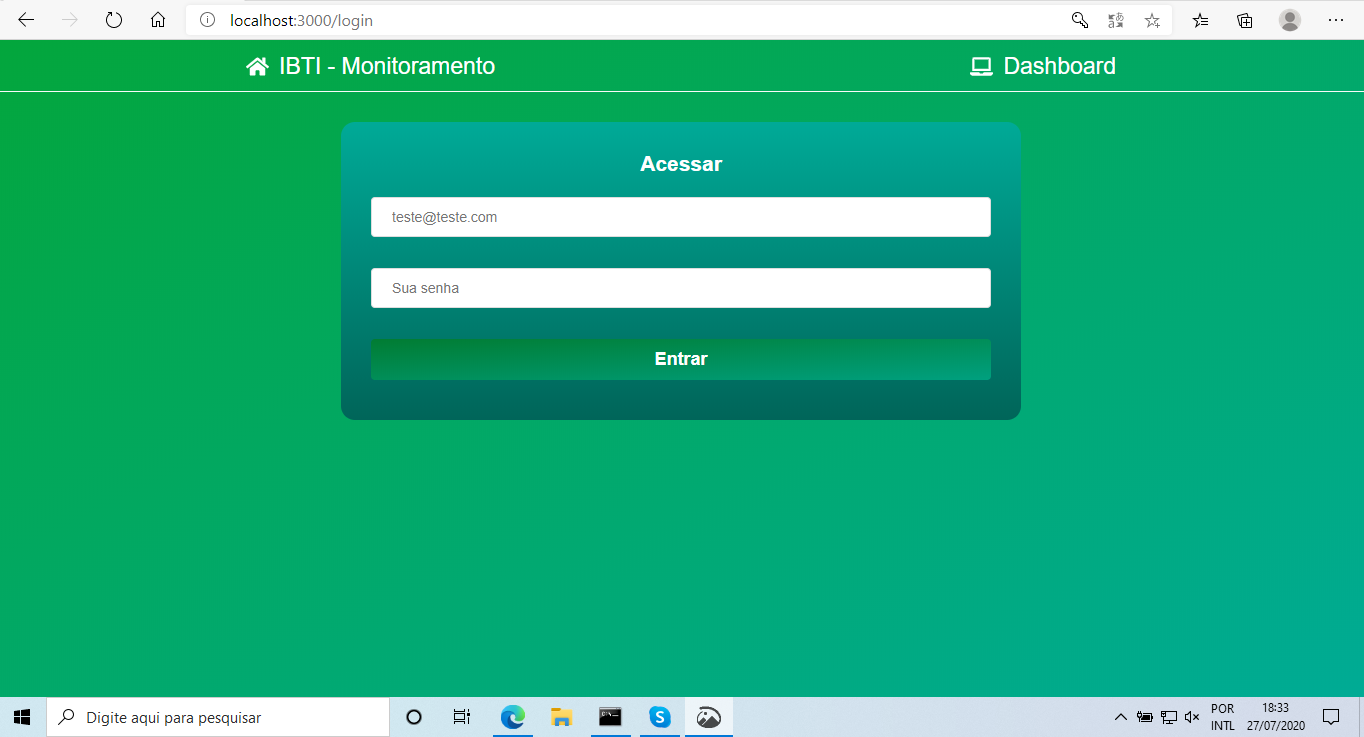 localhost:3000/login
IBTI - Monitoramento
Dashboard
Acessar
teste@teste.com
Sua senha
Entrar
Digite aqui para pesquisar
POR
INTL
18:33
27/07/2020